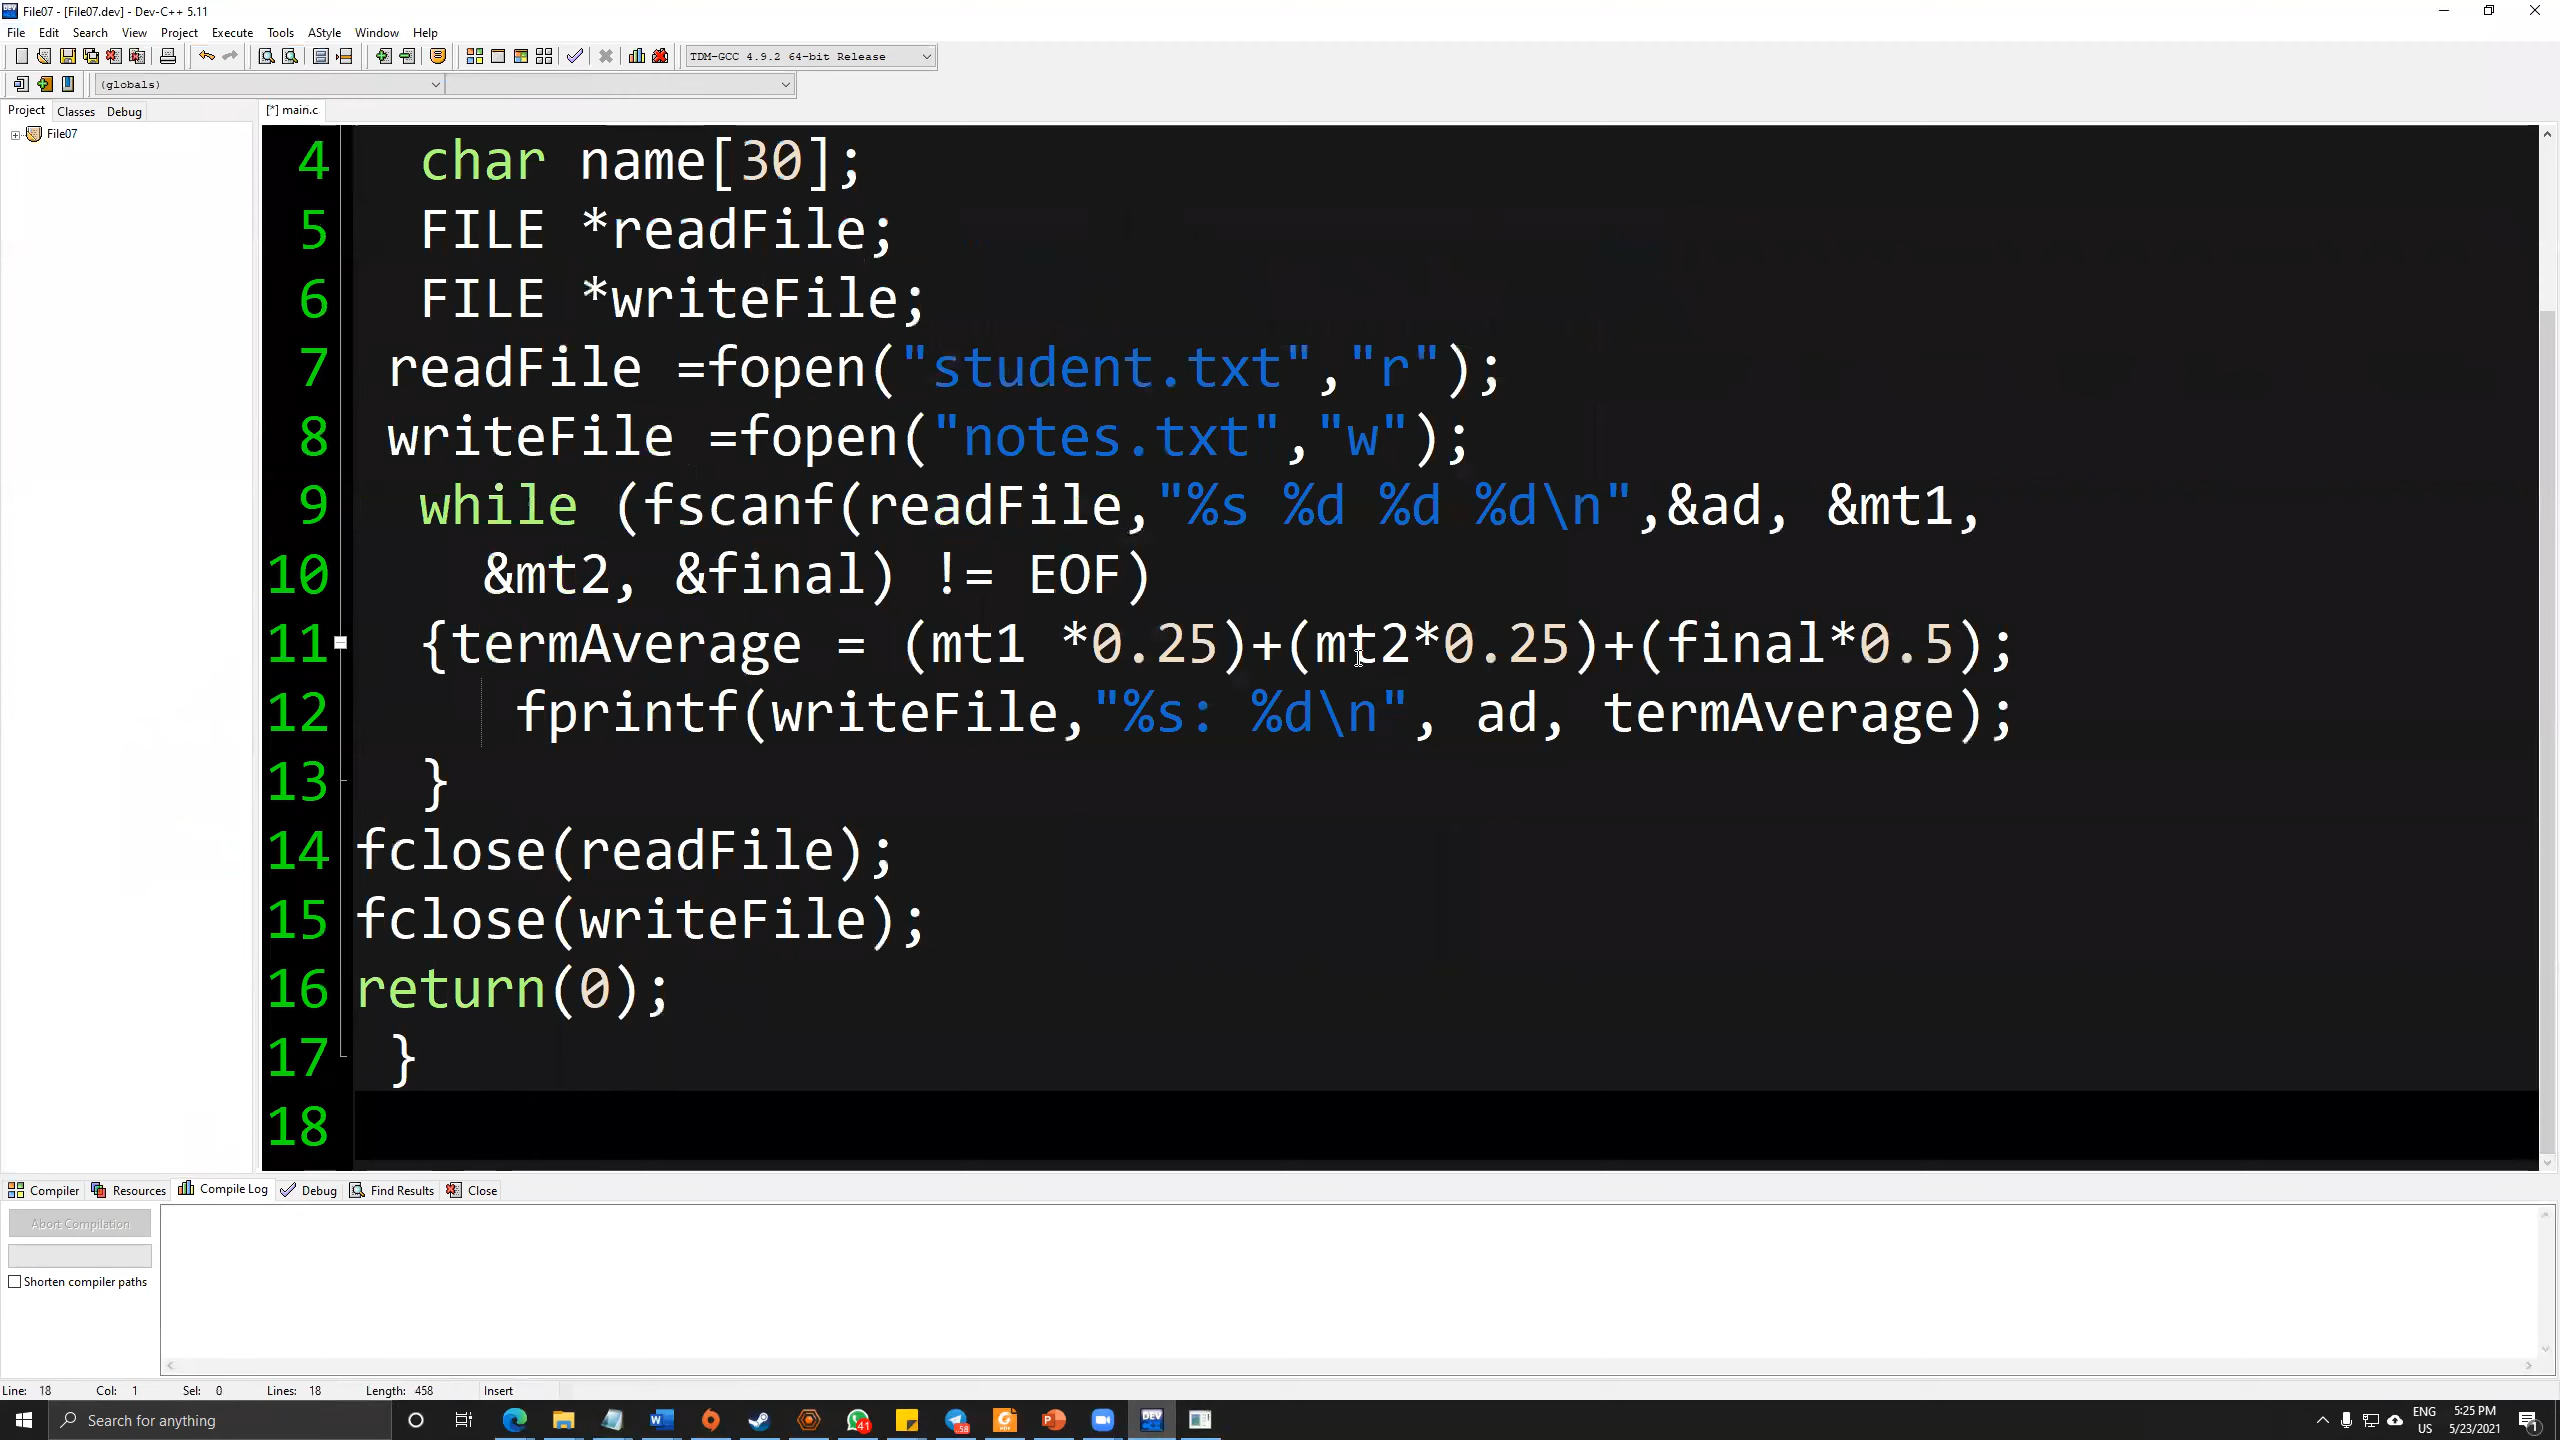 File07 - [File07.dev] - Dev-C++ 5.11
File Edit Search View Project Execute Tools AStyle Window Help
TDM-GCC 4.9.2 64-bit Release
(globals)
Project Classes Debug
[*] main.c
File07
4 char name[30];
5 FILE *readFile;
6 FILE *writeFile;
7 readFile =fopen("student.txt","r");
8 writeFile =fopen("notes.txt","w");
9 while (fscanf(readFile,"%s %d %d %d\n",&ad, &mt1,
10 &mt2, &final) != EOF)
11 {termAverage = (mt1 *0.25)+(mt2*0.25)+(final*0.5);
12 fprintf(writeFile,"%s: %d\n", ad, termAverage);
13 }
14 fclose(readFile);
15 fclose(writeFile);
16 return(0);
17 }
18
Compiler Resources Compile Log Debug Find Results Close
Abort Compilation
Shorten compiler paths
Line: 18 Col: 1 Sel: 0 Lines: 18 Length: 458 Insert
Search for anything
41
58
DEV
ENG
US
5:25 PM
5/23/2021
1